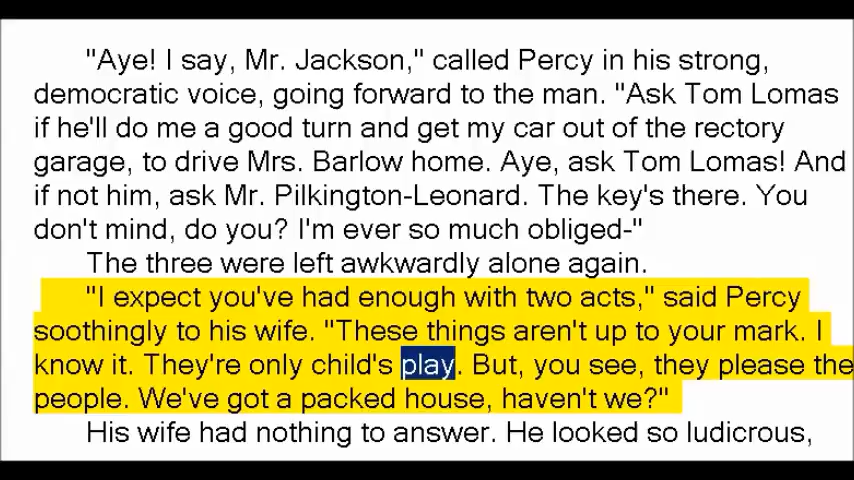 "Aye! I say, Mr. Jackson," called Percy in his strong,
democratic voice, going forward to the man. "Ask Tom Lomas
if he'll do me a good turn and get my car out of the rectory
garage, to drive Mrs. Barlow home. Aye, ask Tom Lomas! And
if not him, ask Mr. Pilkington-Leonard. The key's there. You
don't mind, do you? I'm ever so much obliged-"
The three were left awkwardly alone again.
"I expect you've had enough with two acts," said Percy
soothingly to his wife. "These things aren't up to your mark. I
know it. They're only child's play. But, you see, they please the
people. We've got a packed house, haven't we?"
His wife had nothing to answer. He looked so ludicrous,